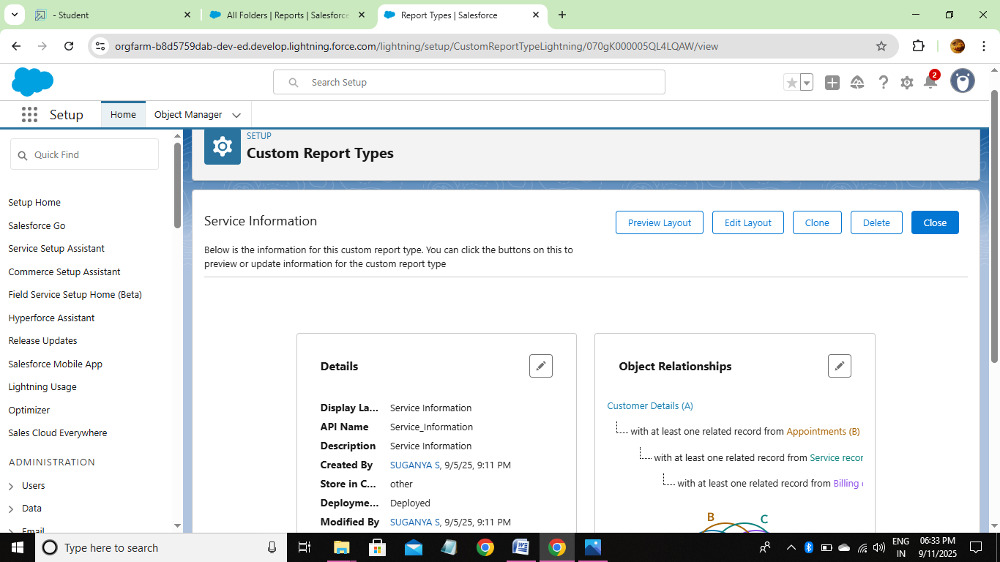 - Student
All Folders | Reports | Salesforce
Report Types | Salesforce
orgfarm-b8d5759dab-dev-ed.develop.lightning.force.com/lightning/setup/CustomReportTypeLightning/070gK000005QL4LQAW/view
Search Setup
2
Setup
Home
Object Manager
Quick Find
Setup Home
Salesforce Go
Service Setup Assistant
Commerce Setup Assistant
Field Service Setup Home (Beta)
Hyperforce Assistant
Release Updates
Salesforce Mobile App
Lightning Usage
Optimizer
Sales Cloud Everywhere
ADMINISTRATION
Users
Data
Email
SETUP
Custom Report Types
Service Information
Preview Layout
Edit Layout
Clone
Delete
Close
Below is the information for this custom report type. You can click the buttons on this to
preview or update information for the custom report type
Details
Display La... Service Information
API Name Service_Information
Description Service Information
Created By SUGANYA S, 9/5/25, 9:11 PM
Store in C... other
Deployme... Deployed
Modified By SUGANYA S, 9/5/25, 9:11 PM
Object Relationships
Customer Details (A)
with at least one related record from Appointments (B)
with at least one related record from Service recor
with at least one related record from Billing
B
C
Type here to search
ENG
IN
06:33 PM
9/11/2025